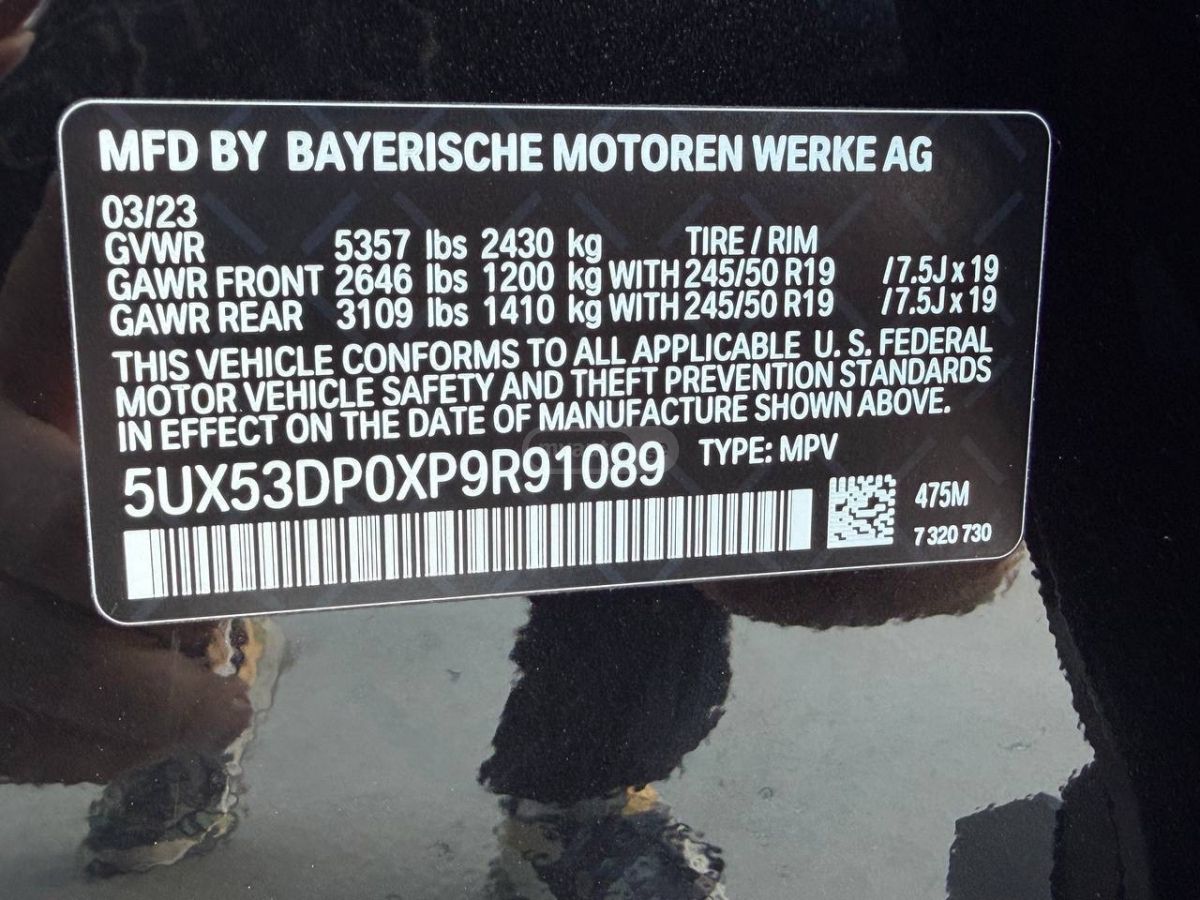 MFD BY BAYERISCHE MOTOREN WERKE AG
03/23
GVWR 5357 lbs 2430 kg TIRE / RIM
GAWR FRONT 2646 lbs 1200 kg WITH 245/50 R19 /7.5J x 19
GAWR REAR 3109 lbs 1410 kg WITH 245/50 R19 /7.5J x 19
THIS VEHICLE CONFORMS TO ALL APPLICABLE U. S. FEDERAL
MOTOR VEHICLE SAFETY AND THEFT PREVENTION STANDARDS
IN EFFECT ON THE DATE OF MANUFACTURE SHOWN ABOVE.
5UX53DP0XP9R91089 TYPE: MPV
475M
7 320 730